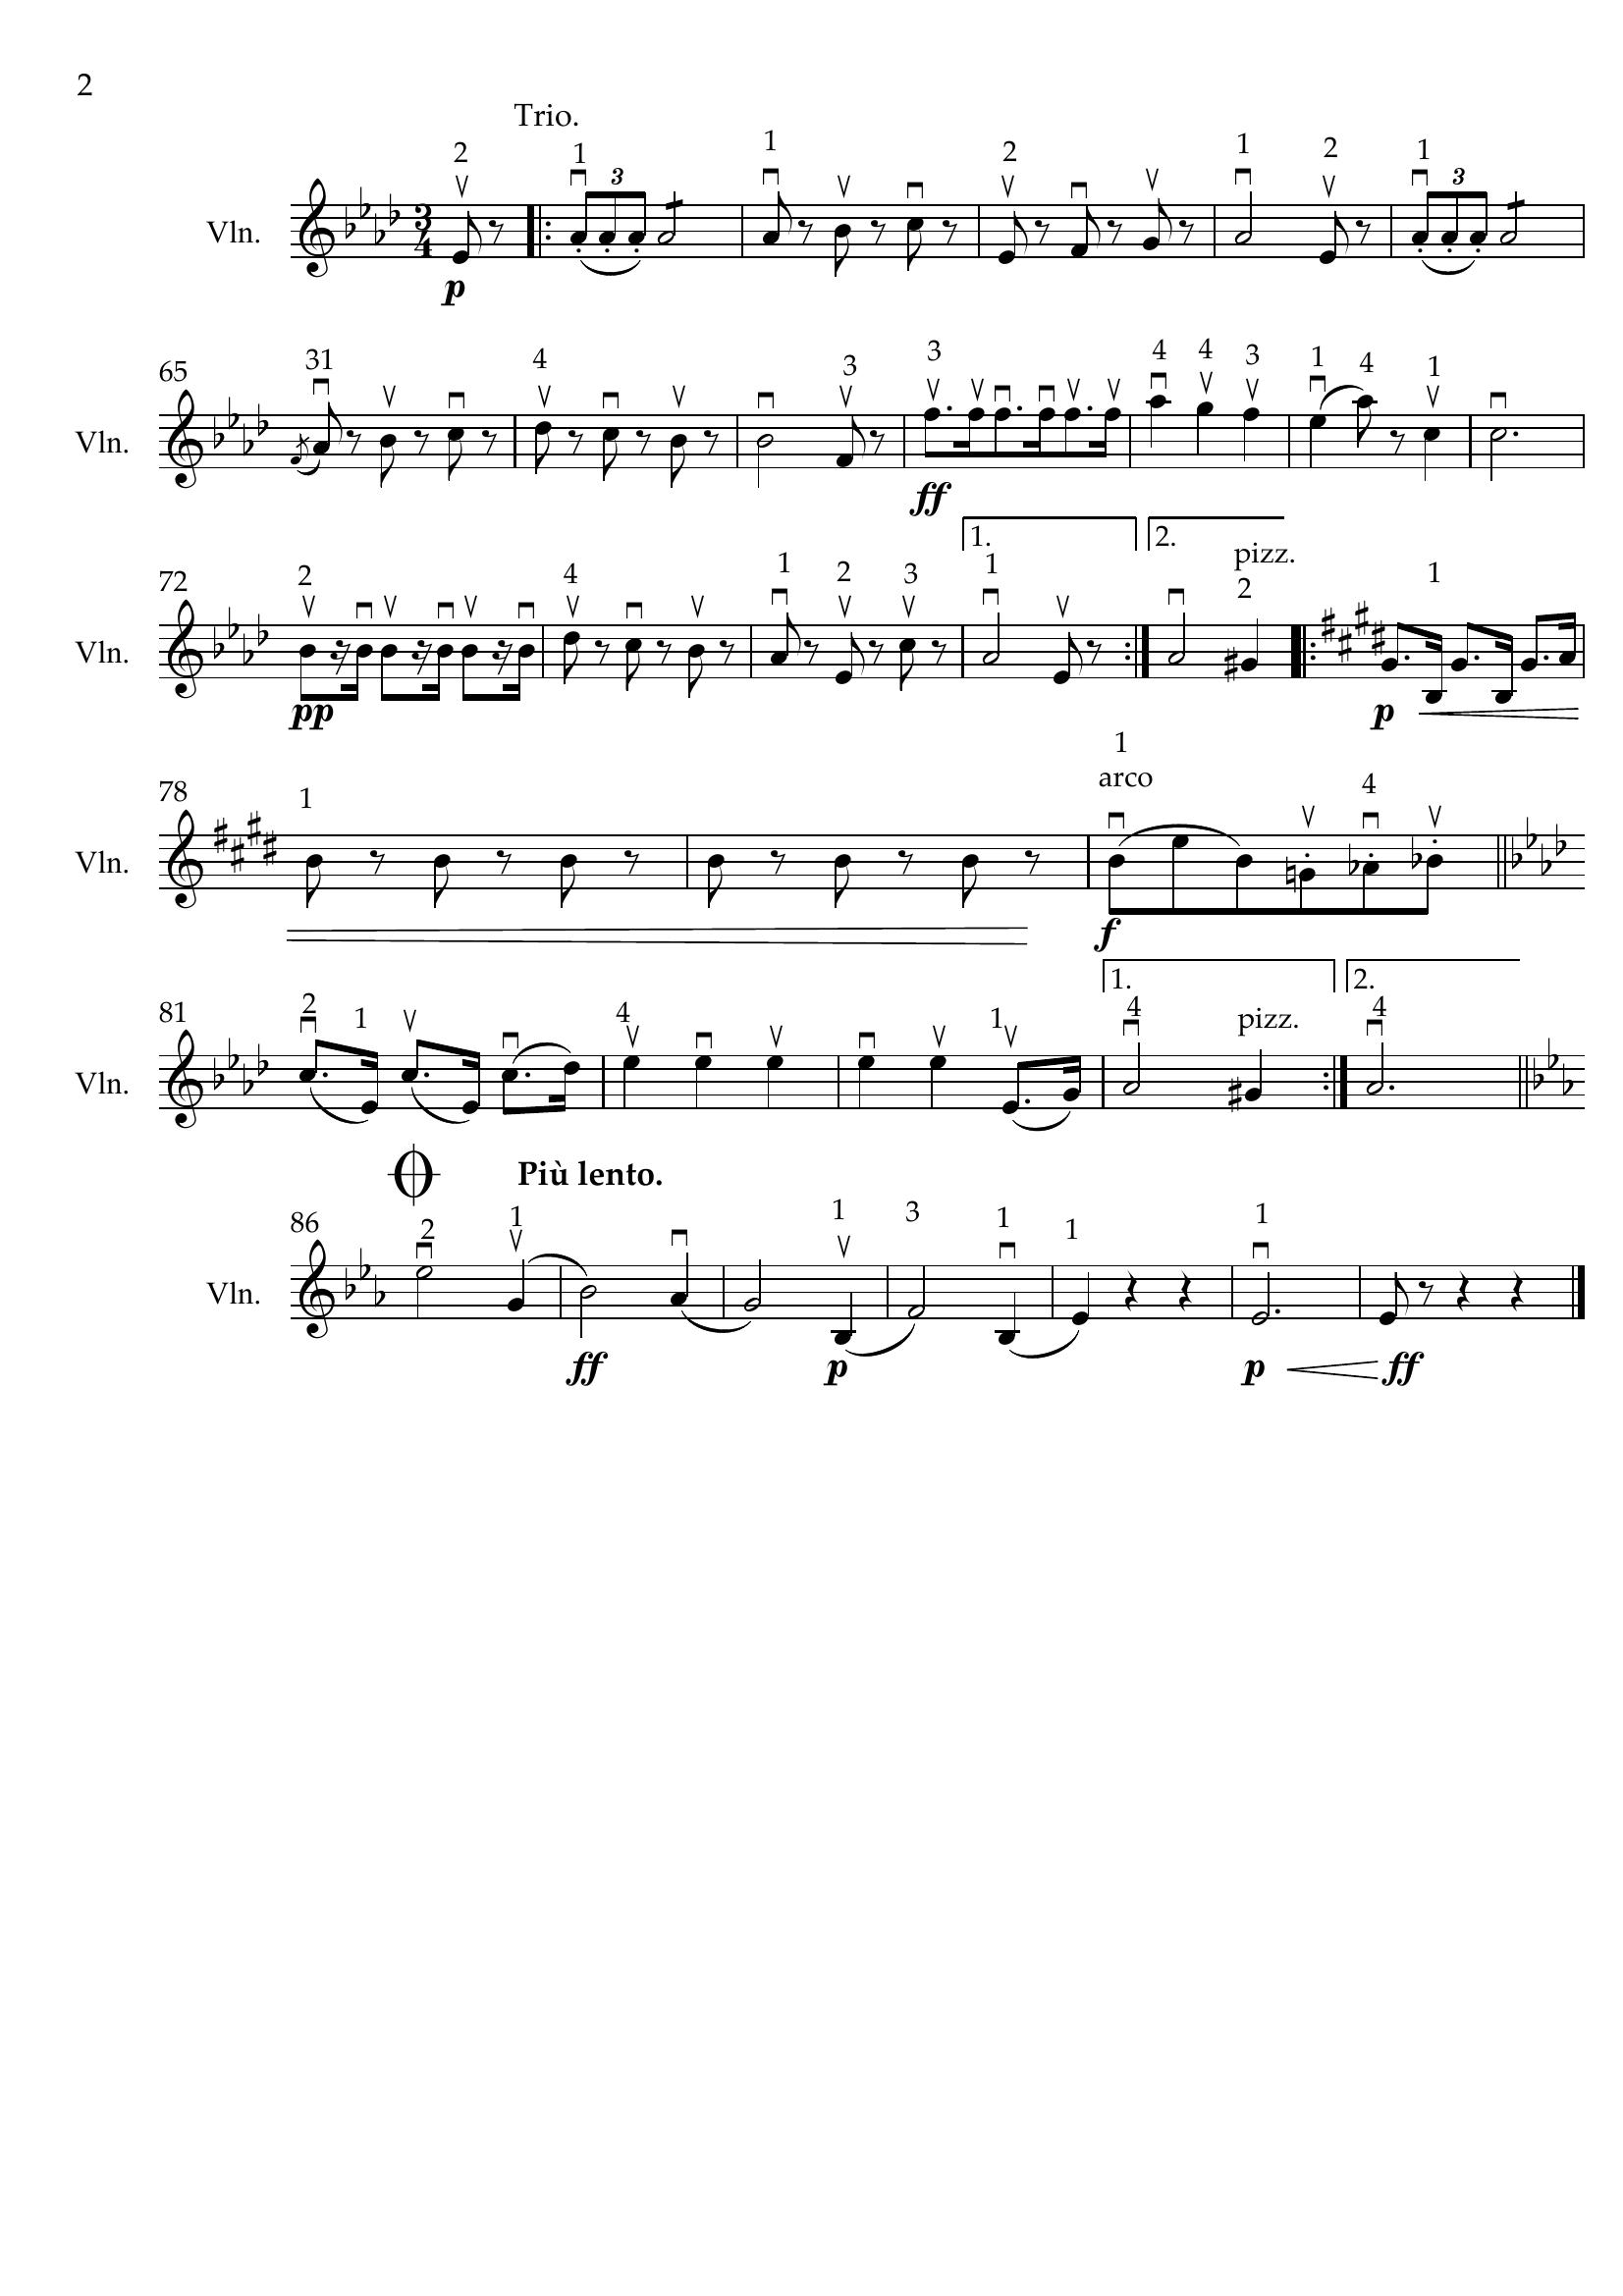 2
Trio.
2 1 1 2 1 2 1
3 3
Vln.
3
4
p
65
31 4 3 3 4 4 3 1 4 1
Vln.
ff
1. 2.
pizz.
72
2 4 1 2 3 1 2 1
Vln.
pp p
1
arco
78
1 4
Vln.
f
1. 2.
81
2 1 4 1 4 pizz. 4
Vln.
Più lento.
86
2 1 1 3 1 1 1
Vln.
ff p p ff